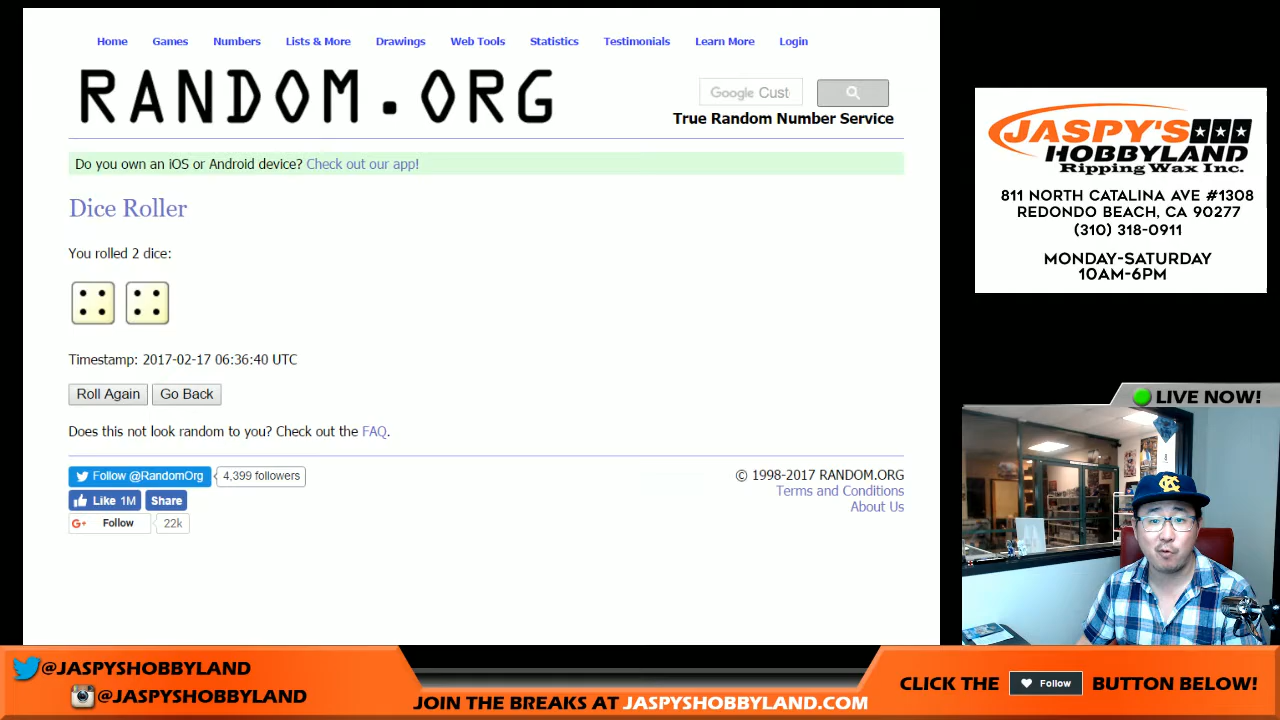 Home Games Numbers Lists & More Drawings Web Tools Statistics Testimonials Learn More Login
RANDOM.ORG
Google Cust
True Random Number Service
Do you own an iOS or Android device? Check out our app!
Dice Roller
You rolled 2 dice:
Timestamp: 2017-02-17 06:36:40 UTC
Roll Again Go Back
Does this not look random to you? Check out the FAQ.
Follow @RandomOrg 4,399 followers
Like 1M Share
G+ Follow 22k
© 1998-2017 RANDOM.ORG
Terms and Conditions
About Us
JASPY'S
HOBBYLAND
Ripping Wax Inc.
811 NORTH CATALINA AVE #1308
REDONDO BEACH, CA 90277
(310) 318-0911
MONDAY-SATURDAY
10AM-6PM
LIVE NOW!
KC
@JASPYSHOBBYLAND
@JASPYSHOBBYLAND
JOIN THE BREAKS AT JASPYSHOBBYLAND.COM
CLICK THE Follow BUTTON BELOW!